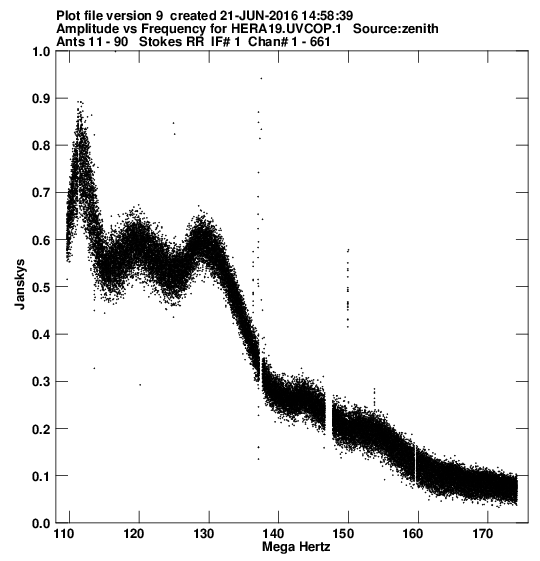 Plot file version 9 created 21-JUN-2016 14:58:39
Amplitude vs Frequency for HERA19.UVCOP.1 Source:zenith
Ants 11 - 90 Stokes RR IF# 1 Chan# 1 - 661
1.0
0.9
0.8
0.7
0.6
0.5
0.4
0.3
0.2
0.1
0.0
Janskys
110 120 130 140 150 160 170
Mega Hertz